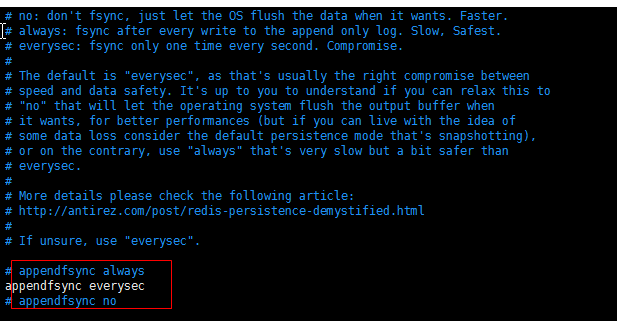 # no: don't fsync, just let the OS flush the data when it wants. Faster.
# always: fsync after every write to the append only log. Slow, Safest.
# everysec: fsync only one time every second. Compromise.
#
# The default is "everysec", as that's usually the right compromise between
# speed and data safety. It's up to you to understand if you can relax this to
# "no" that will let the operating system flush the output buffer when
# it wants, for better performances (but if you can live with the idea of
# some data loss consider the default persistence mode that's snapshotting),
# or on the contrary, use "always" that's very slow but a bit safer than
# everysec.
#
# More details please check the following article:
# http://antirez.com/post/redis-persistence-demystified.html
#
# If unsure, use "everysec".
# appendfsync always
appendfsync everysec
# appendfsync no